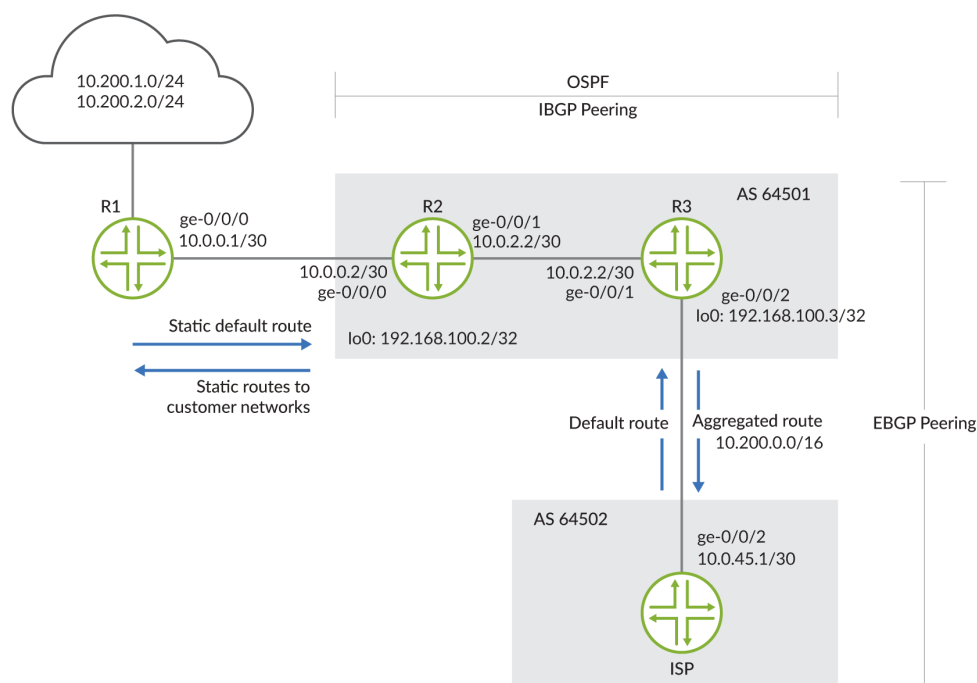 10.200.1.0/24
10.200.2.0/24
OSPF
IBGP Peering
AS 64501
R1
R2
R3
ge-0/0/0
10.0.0.1/30
ge-0/0/1
10.0.2.2/30
10.0.0.2/30
ge-0/0/0
10.0.2.2/30
ge-0/0/1
ge-0/0/2
lo0: 192.168.100.3/32
lo0: 192.168.100.2/32
Static default route
Static routes to
customer networks
Default route
Aggregated route
10.200.0.0/16
EBGP Peering
AS 64502
ge-0/0/2
10.0.45.1/30
ISP